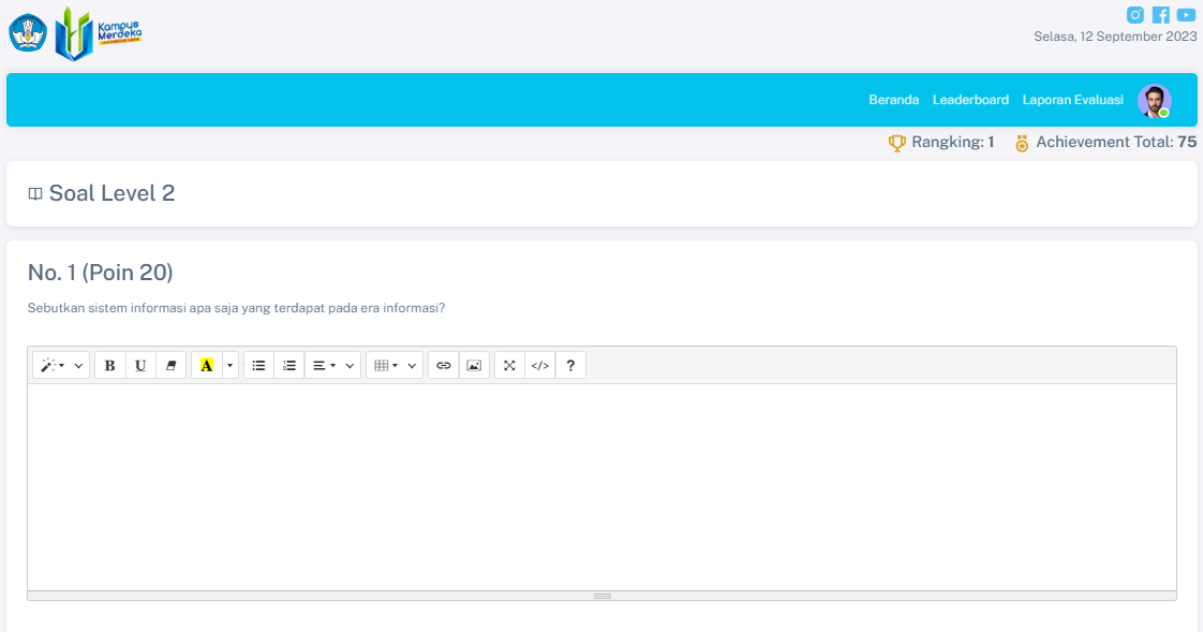 Kampus
Merdeka
Selasa, 12 September 2023
Beranda Leaderboard Laporan Evaluasi
Rangking: 1 Achievement Total: 75
Soal Level 2
No. 1 (Poin 20)
Sebutkan sistem informasi apa saja yang terdapat pada era informasi?
B U A </> ?